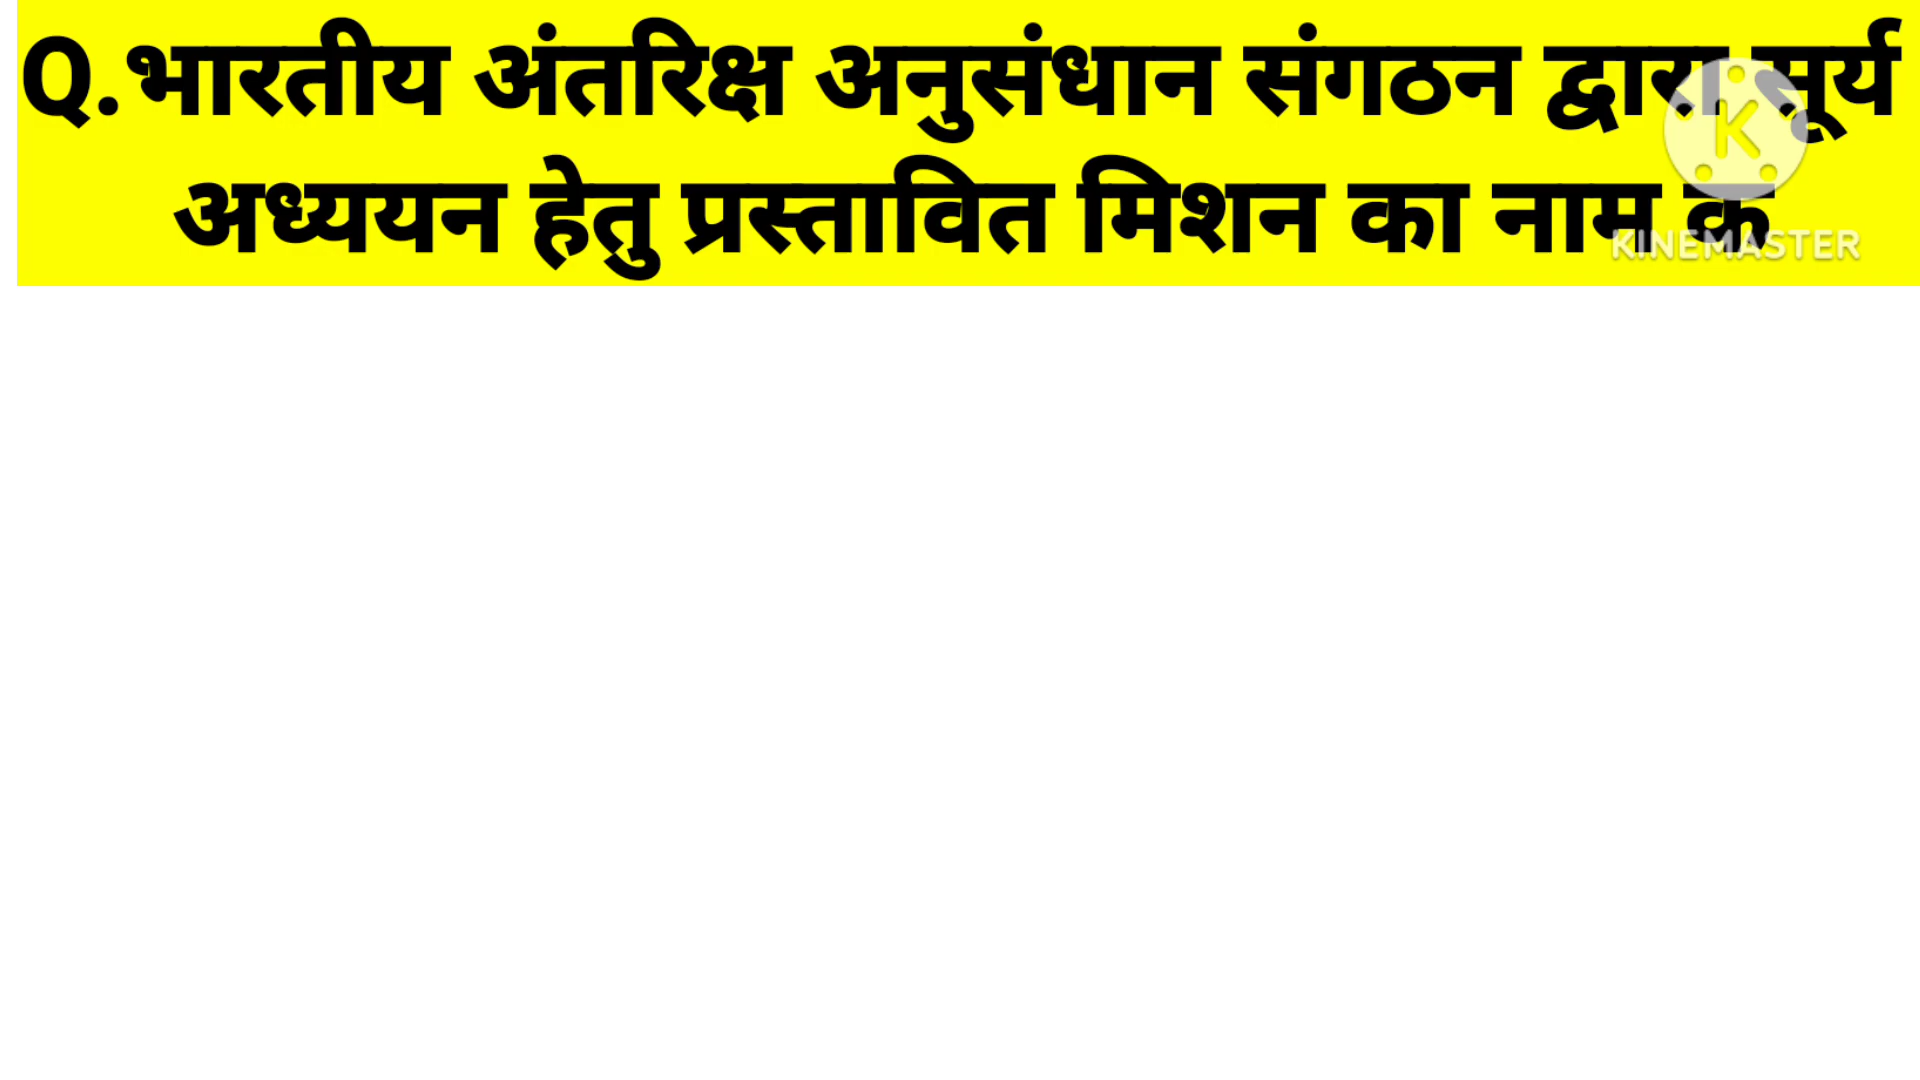 Q.भारतीय अंतरिक्ष अनुसंधान संगठन द्वारा सूर्य
अध्ययन हेतु प्रस्तावित मिशन का नाम क
K
KINEMASTER